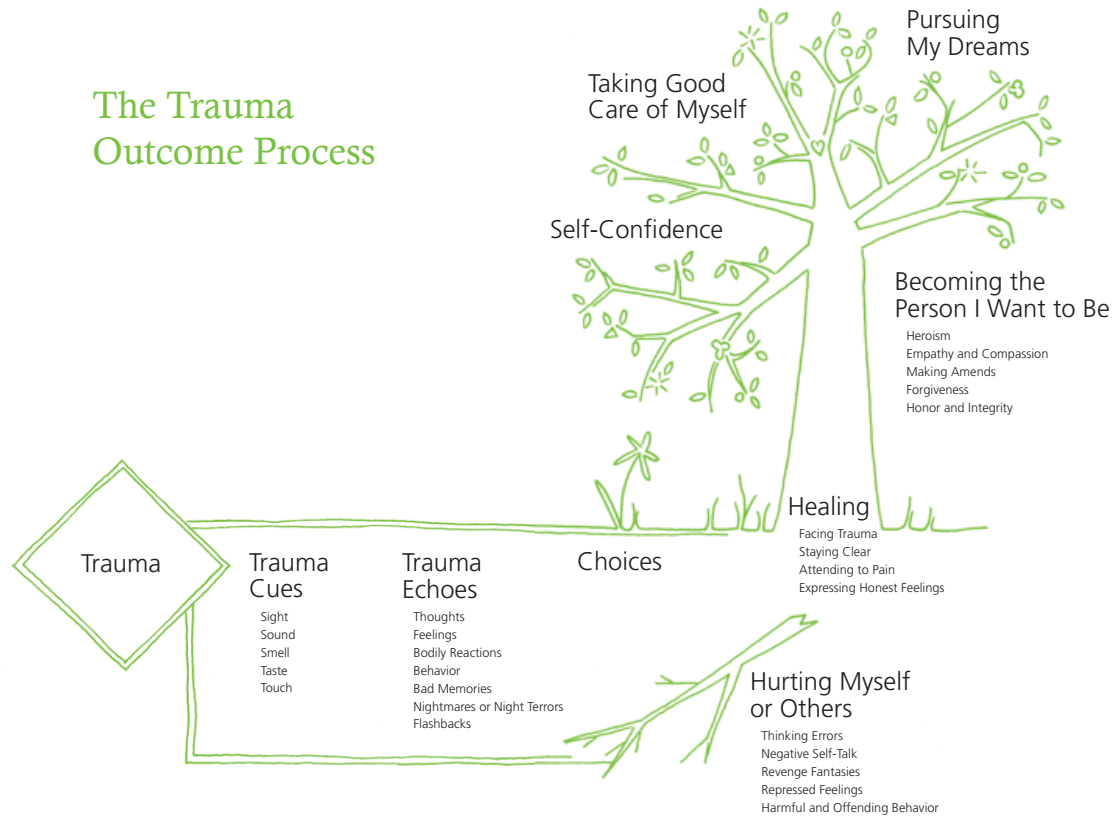 The Trauma
Outcome Process
Pursuing
My Dreams
Taking Good
Care of Myself
Self-Confidence
Becoming the
Person I Want to Be
Heroism
Empathy and Compassion
Making Amends
Forgiveness
Honor and Integrity
Trauma
Trauma
Cues
Sight
Sound
Smell
Taste
Touch
Trauma
Echoes
Thoughts
Feelings
Bodily Reactions
Behavior
Bad Memories
Nightmares or Night Terrors
Flashbacks
Choices
Healing
Facing Trauma
Staying Clear
Attending to Pain
Expressing Honest Feelings
Hurting Myself
or Others
Thinking Errors
Negative Self-Talk
Revenge Fantasies
Repressed Feelings
Harmful and Offending Behavior